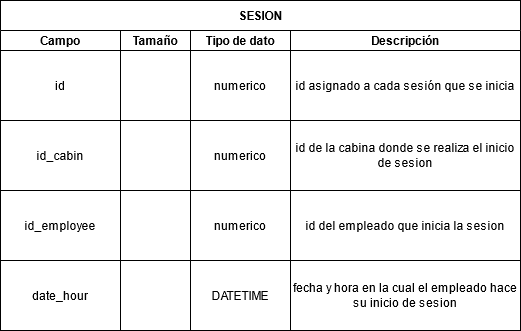 SESION
Campo Tamaño Tipo de dato Descripción
id numerico id asignado a cada sesión que se inicia
id_cabin numerico id de la cabina donde se realiza el inicio
de sesion
id_employee numerico id del empleado que inicia la sesion
date_hour DATETIME fecha y hora en la cual el empleado hace
su inicio de sesion